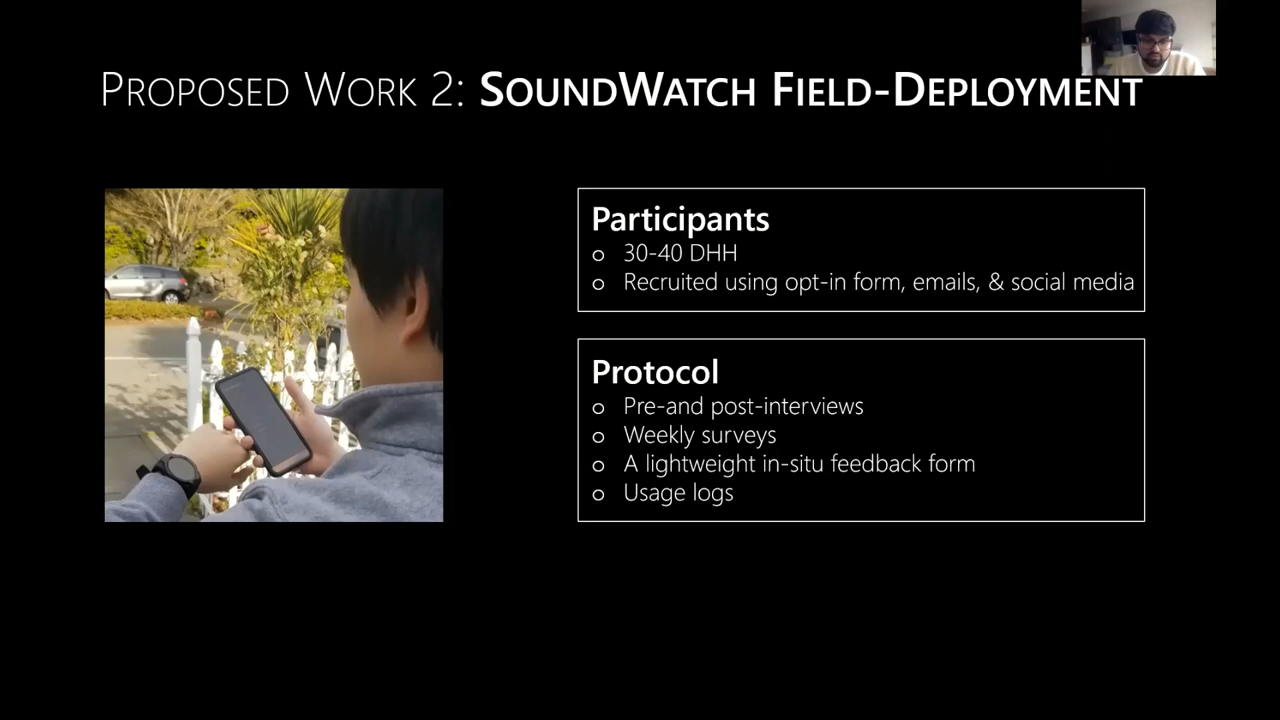 PROPOSED WORK 2: SOUNDWATCH FIELD-DEPLOYMENT
Participants
o 30-40 DHH
o Recruited using opt-in form, emails, & social media
Protocol
o Pre-and post-interviews
o Weekly surveys
o A lightweight in-situ feedback form
o Usage logs